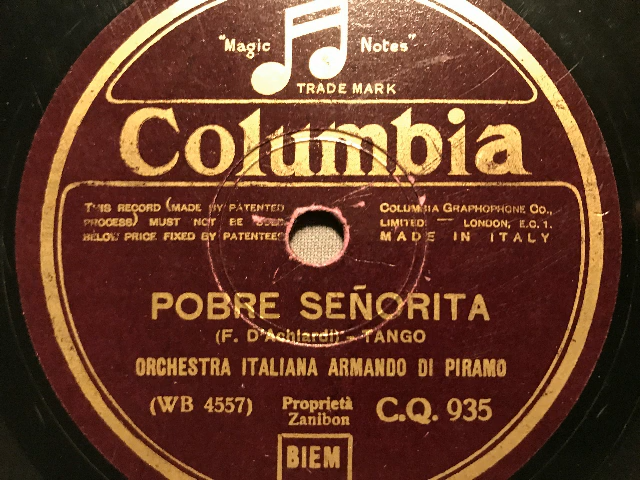 "Magic Notes"
TRADE MARK
Columbia
THIS RECORD (MADE BY PATENTED
PROCESS) MUST NOT BE SOLD
BELOW PRICE FIXED BY PATENTEES
COLUMBIA GRAPHOPHONE CO.,
LIMITED. — LONDON, E.C. 1.
MADE IN ITALY
POBRE SEÑORITA
(F. D'Achiardi) - TANGO
ORCHESTRA ITALIANA ARMANDO DI PIRAMO
(WB 4557) Proprietà Zanibon C.Q. 935
BIEM